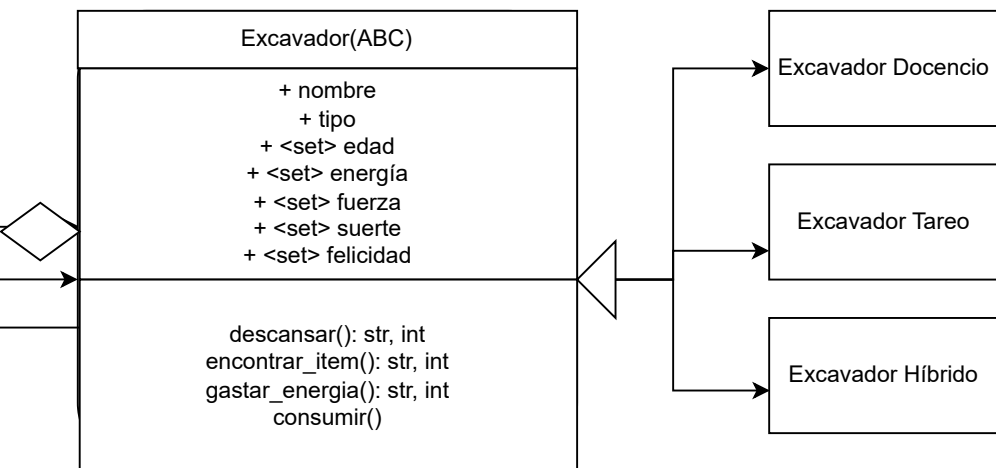 Excavador(ABC)
+ nombre
+ tipo
+ <set> edad
+ <set> energía
+ <set> fuerza
+ <set> suerte
+ <set> felicidad
descansar(): str, int
encontrar_item(): str, int
gastar_energia(): str, int
consumir()
Excavador Docencio
Excavador Tareo
Excavador Híbrido